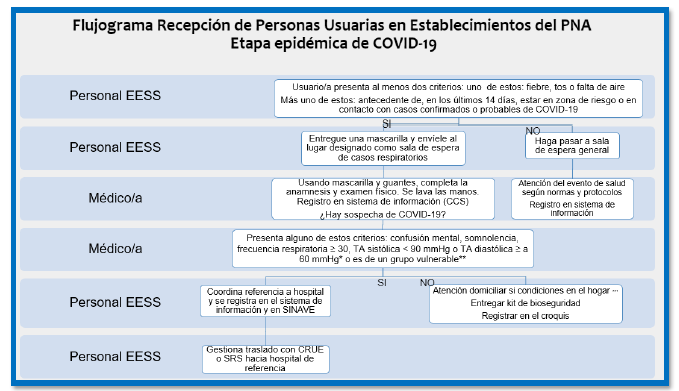 Flujograma Recepción de Personas Usuarias en Establecimientos del PNA
Etapa epidémica de COVID-19
Personal EESS
Usuario/a presenta al menos dos criterios: uno de estos: fiebre, tos o falta de aire
Más uno de estos: antecedente de, en los últimos 14 días, estar en zona de riesgo o en
contacto con casos confirmados o probables de COVID-19
SI
NO
Personal EESS
Entregue una mascarilla y envíele al
lugar designado como sala de espera
de casos respiratorios
Haga pasar a sala
de espera general
Médico/a
Usando mascarilla y guantes, completa la
anamnesis y examen físico. Se lava las manos.
Registro en sistema de información (CCS)
¿Hay sospecha de COVID-19?
Atención del evento de salud
según normas y protocolos
Registro en sistema de
información
Médico/a
Presenta alguno de estos criterios: confusión mental, somnolencia,
frecuencia respiratoria ≥ 30, TA sistólica < 90 mmHg o TA diastólica ≥ a
60 mmHg* o es de un grupo vulnerable**
SI
NO
Personal EESS
Coordina referencia a hospital
y se registra en el sistema de
información y en SINAVE
Atención domiciliar si condiciones en el hogar ***
Entregar kit de bioseguridad
Registrar en el croquis
Personal EESS
Gestiona traslado con CRUE
o SRS hacia hospital de
referencia